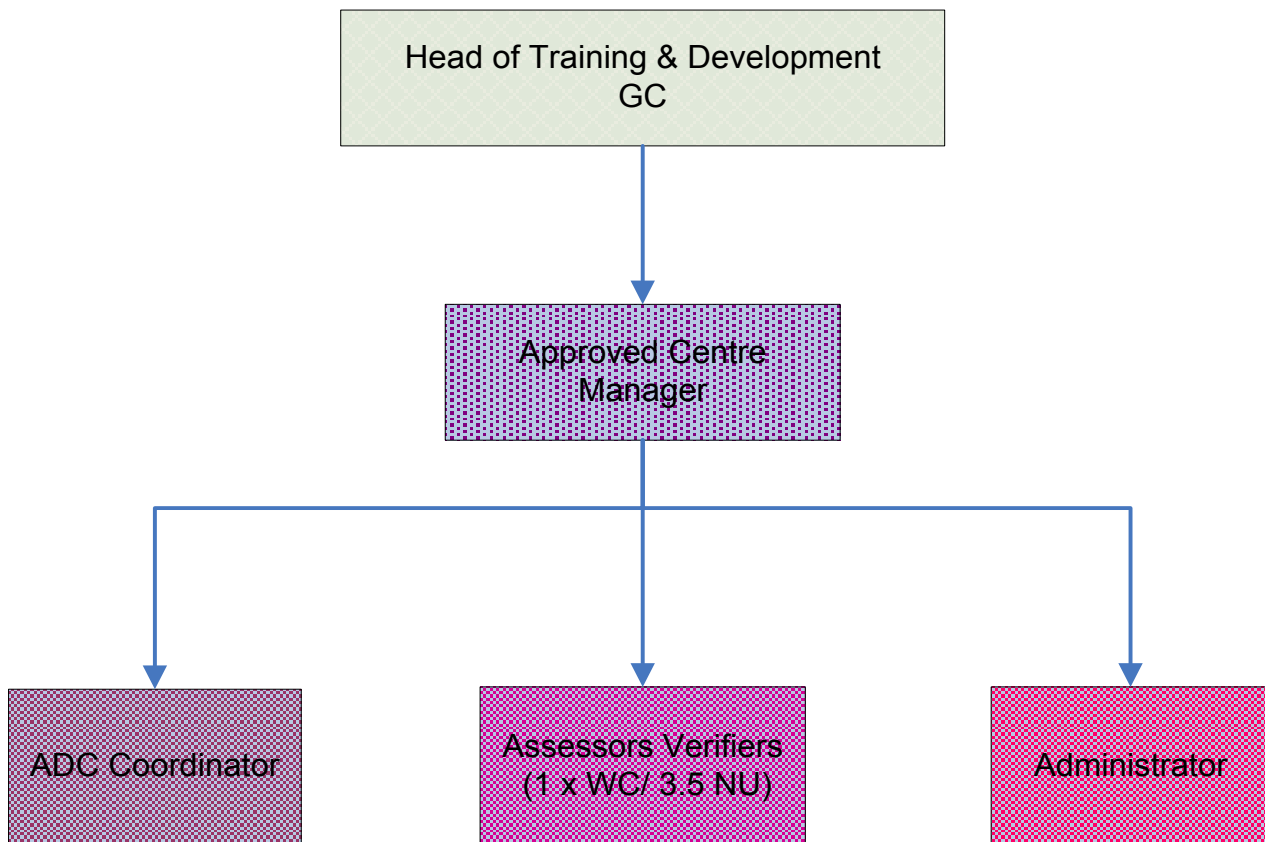 Head of Training & Development
GC
Approved Centre
Manager
ADC Coordinator
Assessors Verifiers
(1 x WC/ 3.5 NU)
Administrator